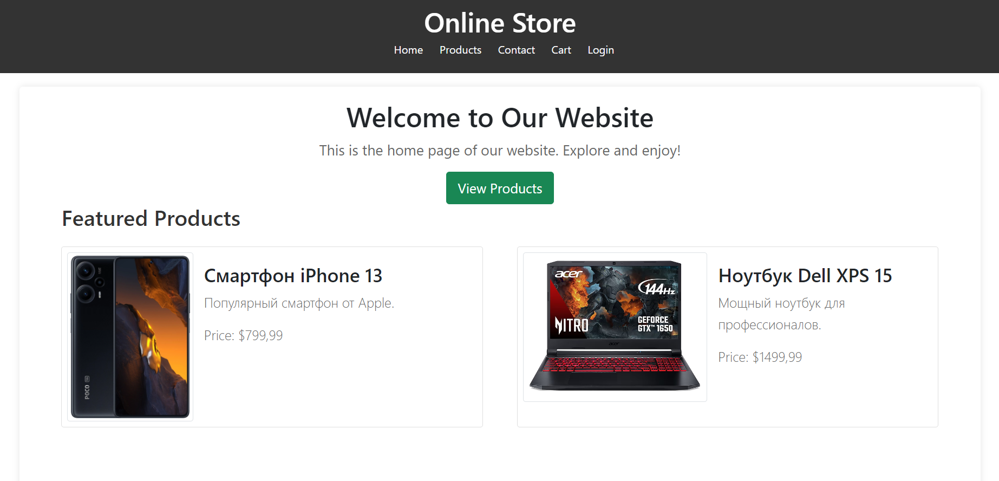 Online Store
Home Products Contact Cart Login
Welcome to Our Website
This is the home page of our website. Explore and enjoy!
View Products
Featured Products
POCO
Смартфон iPhone 13
Популярный смартфон от Apple.
Price: $799,99
acer
144Hz
NITRO
GEFORCE
GTX™ 1650
acer
Ноутбук Dell XPS 15
Мощный ноутбук для
профессионалов.
Price: $1499,99